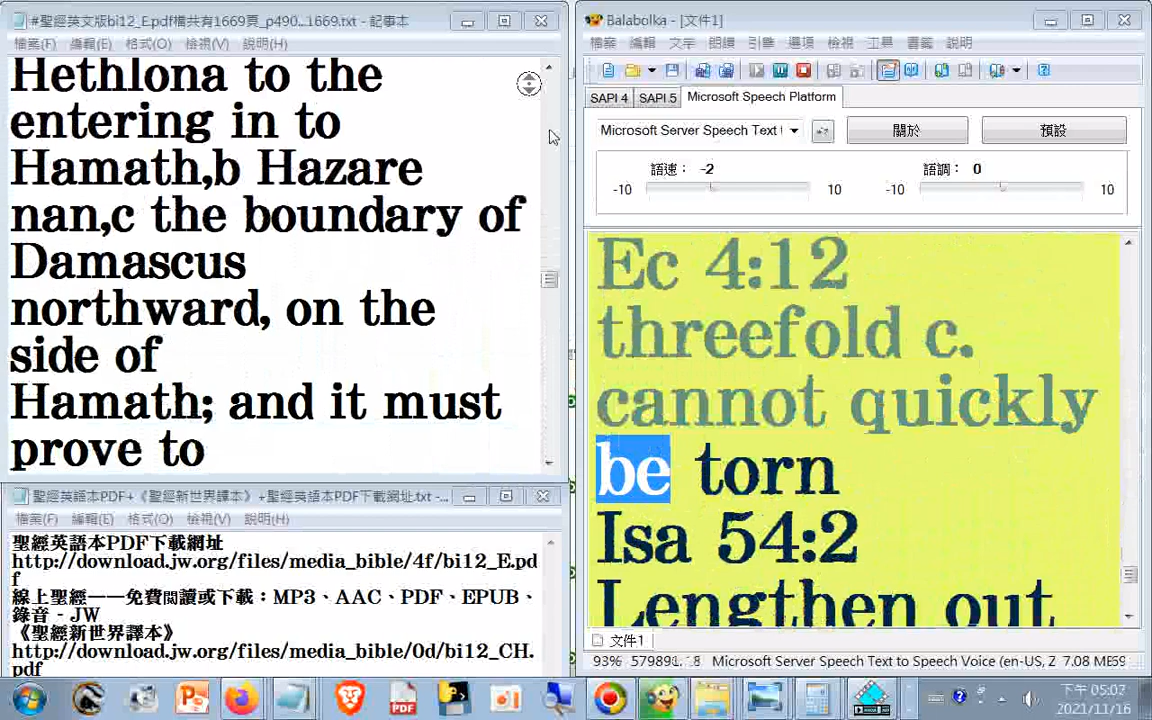 #聖經英文版bi12_E.pdf橫共有1669頁_p490...1669.txt - 記事本
檔案(F) 編輯(E) 格式(O) 檢視(V) 說明(H)
Hethlona to the
entering in to
Hamath,b Hazare
nan,c the boundary of
Damascus
northward, on the
side of
Hamath; and it must
prove to
聖經英語本PDF+《聖經新世界譯本》+聖經英語本PDF下載網址.txt - ...
檔案(F) 編輯(E) 格式(O) 檢視(V) 說明(H)
聖經英語本PDF下載網址
http://download.jw.org/files/media_bible/4f/bi12_E.pd
f
線上聖經——免費閱讀或下載：MP3、AAC、PDF、EPUB、
錄音 - JW
《聖經新世界譯本》
http://download.jw.org/files/media_bible/0d/bi12_CH.
pdf
Balabolka - [文件1]
檔案 編輯 文字 朗讀 引擎 選項 檢視 工具 書籤 說明
SAPI 4 SAPI 5 Microsoft Speech Platform
Microsoft Server Speech Text 關於 預設
語速： -2 語調： 0
-10 10 -10 10
Ec 4:12
threefold c.
cannot quickly
be torn
Isa 54:2
Lengthen out
文件1
93% Microsoft Server Speech Text to Speech Voice (en-US, Z 7.08 ME
下午 05:07
2021/11/16